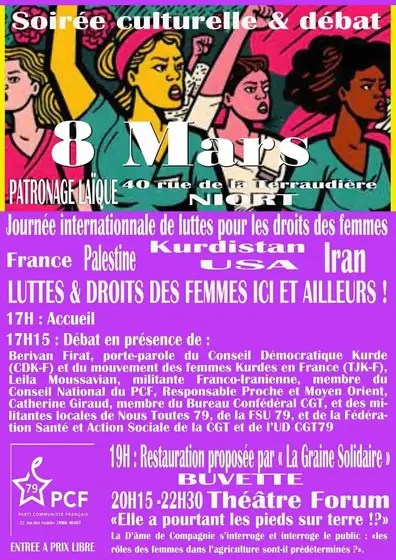 Soirée culturelle & débat
8 Mars
PATRONAGE LAÏQUE
40 rue de la Terraudière
NIORT
Journée internationale de luttes pour les droits des femmes
France Palestine Kurdistan USA Iran
LUTTES & DROITS DES FEMMES ICI ET AILLEURS !
17H : Accueil
17H15 : Débat en présence de :
Berivan Firat, porte-parole du Conseil Démocratique Kurde
(CDK-F) et du mouvement des femmes Kurdes en France (TJK-F),
Leila Moussavian, militante Franco-Iranienne, membre du
Conseil National du PCF, Responsable Proche et Moyen Orient,
Catherine Giraud, membre du Bureau Confédéral CGT, et des mi-
litantes locales de Nous Toutes 79, de la FSU 79, et de la Fédéra-
tion Santé et Action Sociale de la CGT et de l'UD CGT79
19H : Restauration proposée par « La Graine Solidaire »
BUVETTE
20H15 -22H30 Théâtre Forum
«Elle a pourtant les pieds sur terre !?»
La D'âme de Compagnie s'interroge et interroge le public : «des
rôles des femmes dans l'agriculture sont-il prédéterminés ?».
79
PCF
PARTI COMMUNISTE FRANÇAIS
ENTREE A PRIX LIBRE